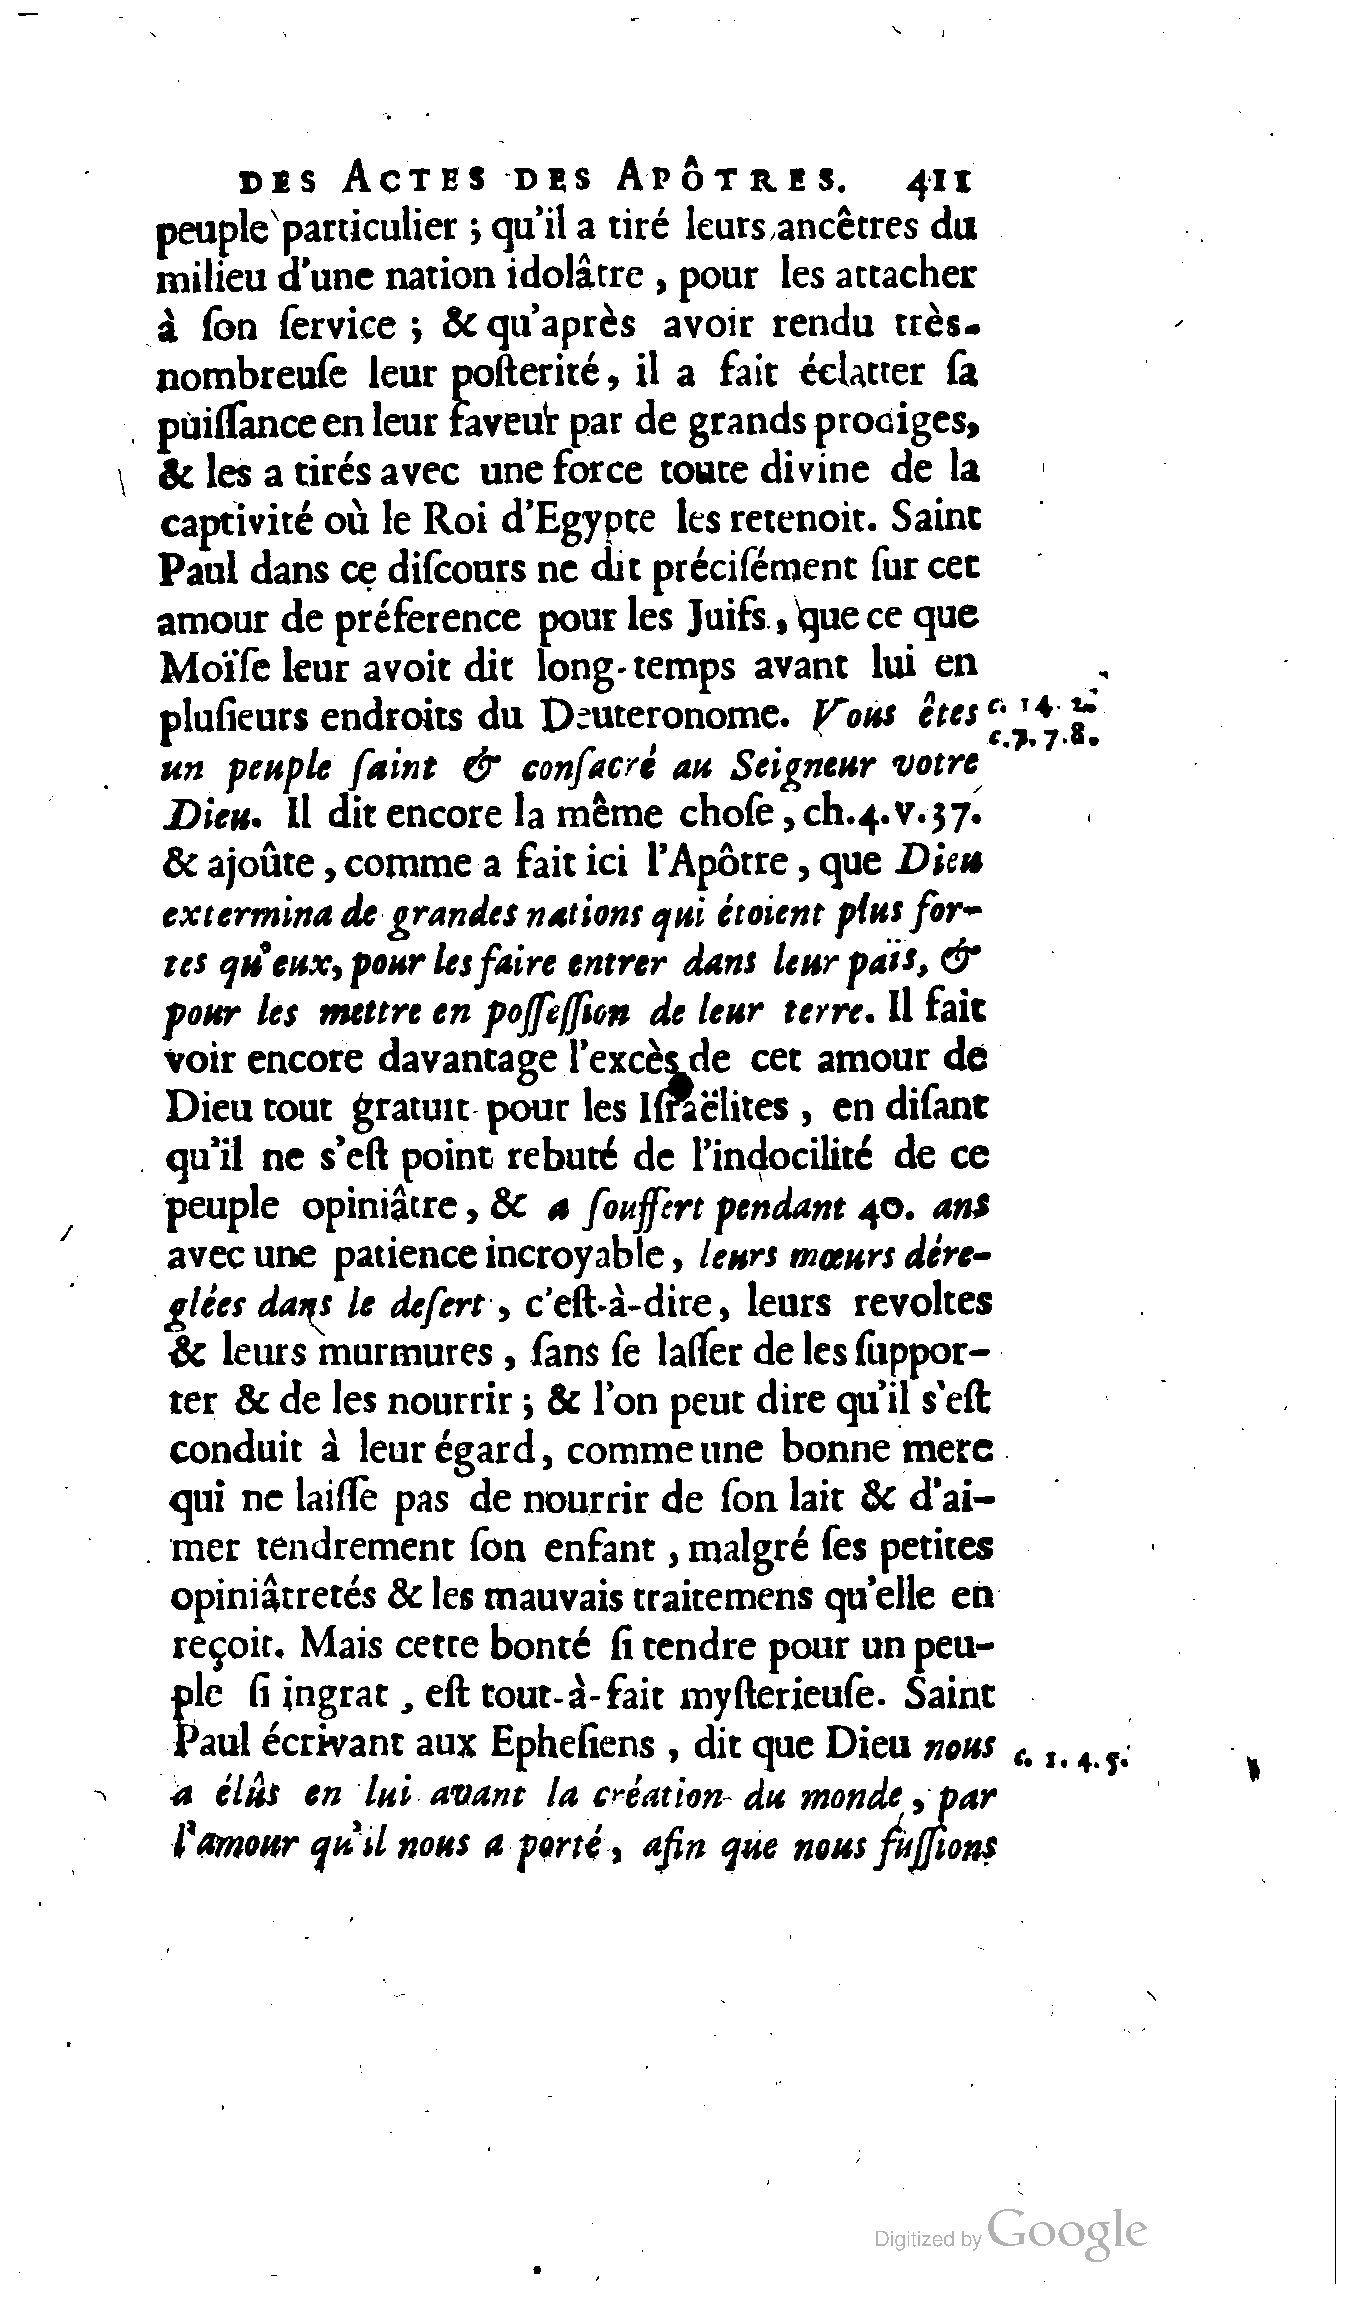 DES ACTES DES APÔTRES. 411
peuple particulier ; qu'il a tiré leurs ancêtres du
milieu d'une nation idolâtre , pour les attacher
à ſon ſervice ; & qu'après avoir rendu très-
nombreuſe leur poſterité, il a fait éclatter ſa
puiſſance en leur faveur par de grands prodiges,
& les a tirés avec une force toute divine de la
captivité où le Roi d'Egypte les retenoit. Saint
Paul dans ce diſcours ne dit préciſément ſur cet
amour de préference pour les Juifs , que ce que
Moïſe leur avoit dit long-temps avant lui en
pluſieurs endroits du Deuteronome. Vous êtes
c. 14. 2.
c. 7. 7. 8.
un peuple ſaint & conſacré au Seigneur votre
Dieu. Il dit encore la même choſe , ch. 4. v. 37.
& ajoûte , comme a fait ici l'Apôtre , que Dieu
extermina de grandes nations qui étoient plus for-
tes qu'eux, pour les faire entrer dans leur païs, &
pour les mettre en poſſeſſion de leur terre. Il fait
voir encore davantage l'excès de cet amour de
Dieu tout gratuit pour les Iſraëlites , en diſant
qu'il ne s'eſt point rebuté de l'indocilité de ce
peuple opiniâtre , & a ſouffert pendant 40. ans
avec une patience incroyable , leurs mœurs dére-
glées dans le deſert , c'eſt-à-dire, leurs revoltes
& leurs murmures , ſans ſe laſſer de les ſuppor-
ter & de les nourrir ; & l'on peut dire qu'il s'eſt
conduit à leur égard, comme une bonne mere
qui ne laiſſe pas de nourrir de ſon lait & d'ai-
mer tendrement ſon enfant , malgré ſes petites
opiniâtretés & les mauvais traitemens qu'elle en
reçoit. Mais cette bonté ſi tendre pour un peu-
ple ſi ingrat , eſt tout-à-fait myſterieuſe. Saint
Paul écrivant aux Epheſiens , dit que Dieu nous
c. 1. 4. 5.
a élûs en lui avant la création du monde , par
l'amour qu'il nous a porté , afin que nous fuſſions
Digitized by Google